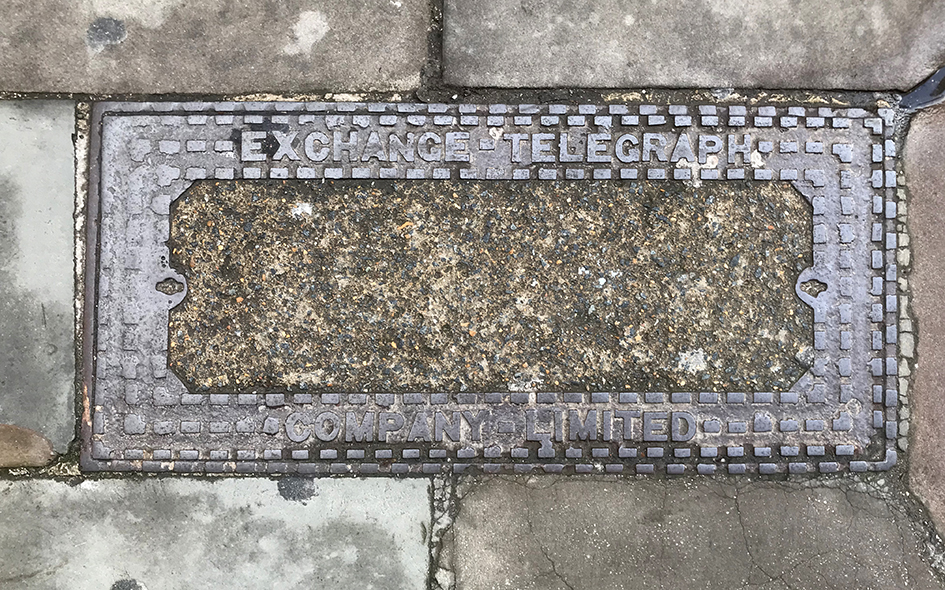 EXCHANGE - TELEGRAPH
COMPANY - LIMITED